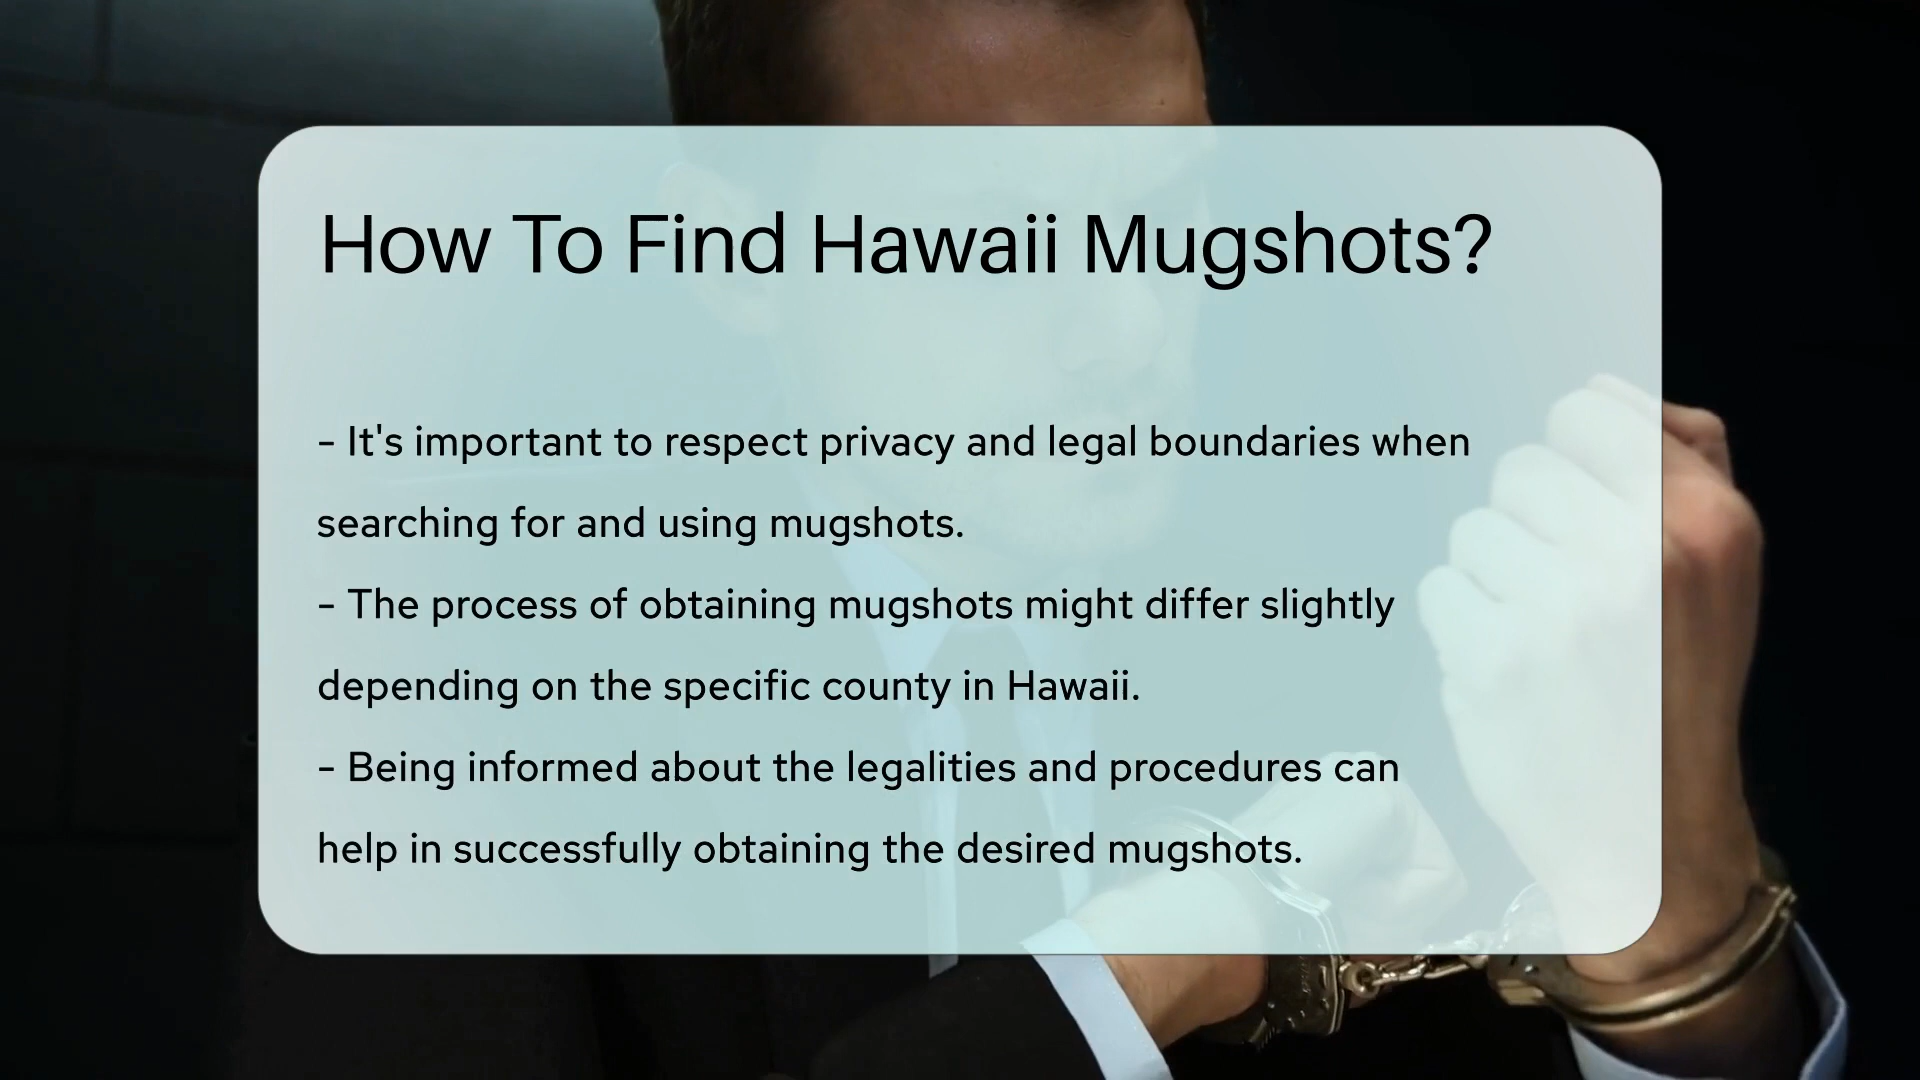 How To Find Hawaii Mugshots?
- It's important to respect privacy and legal boundaries when
searching for and using mugshots.
- The process of obtaining mugshots might differ slightly
depending on the specific county in Hawaii.
- Being informed about the legalities and procedures can
help in successfully obtaining the desired mugshots.